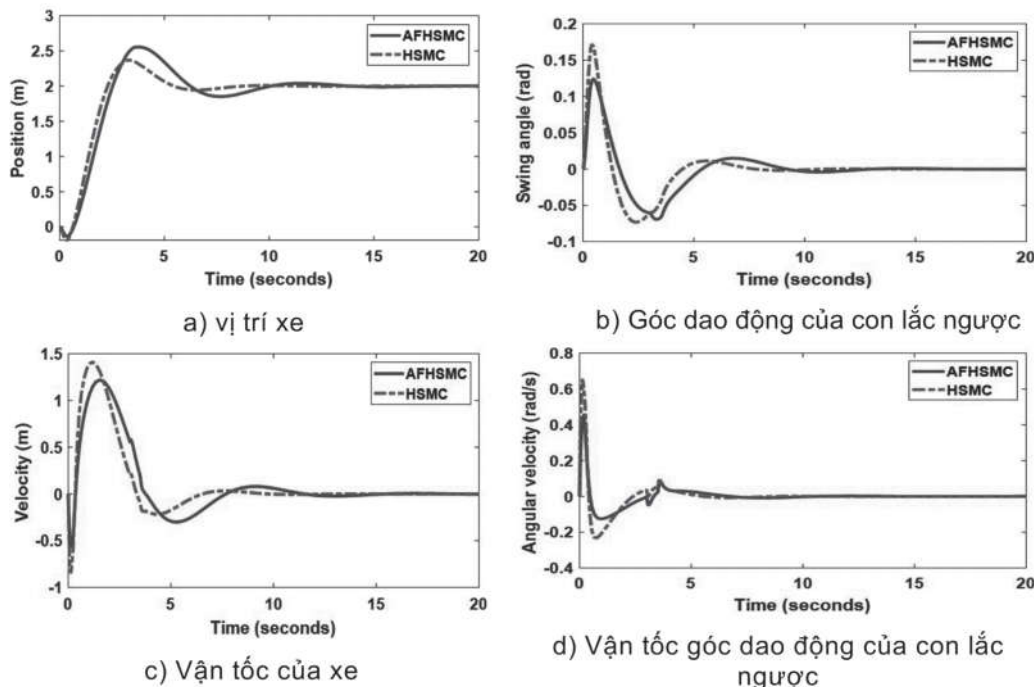 3
2.5
2
1.5
1
0.5
0
Position (m)
AFHSMC
HSMC
0
5
10
15
20
Time (seconds)
a) vị trí xe
0.2
0.15
0.1
0.05
0
-0.05
-0.1
Swing angle (rad)
AFHSMC
HSMC
0
5
10
15
20
Time (seconds)
b) Góc dao động của con lắc ngược
1.5
1
0.5
0
-0.5
-1
Velocity (m)
AFHSMC
HSMC
0
5
10
15
20
Time (seconds)
c) Vận tốc của xe
0.8
0.6
0.4
0.2
0
-0.2
-0.4
Angular velocity (rad/s)
AFHSMC
HSMC
0
5
10
15
20
Time (seconds)
d) Vận tốc góc dao động của con lắc
ngược